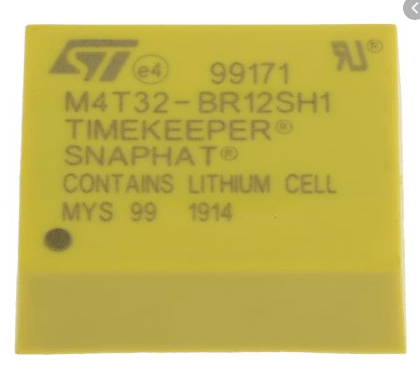 ST e4 99171
M4T32-BR12SH1
TIMEKEEPER®
SNAPHAT®
CONTAINS LITHIUM CELL
MYS 99 1914